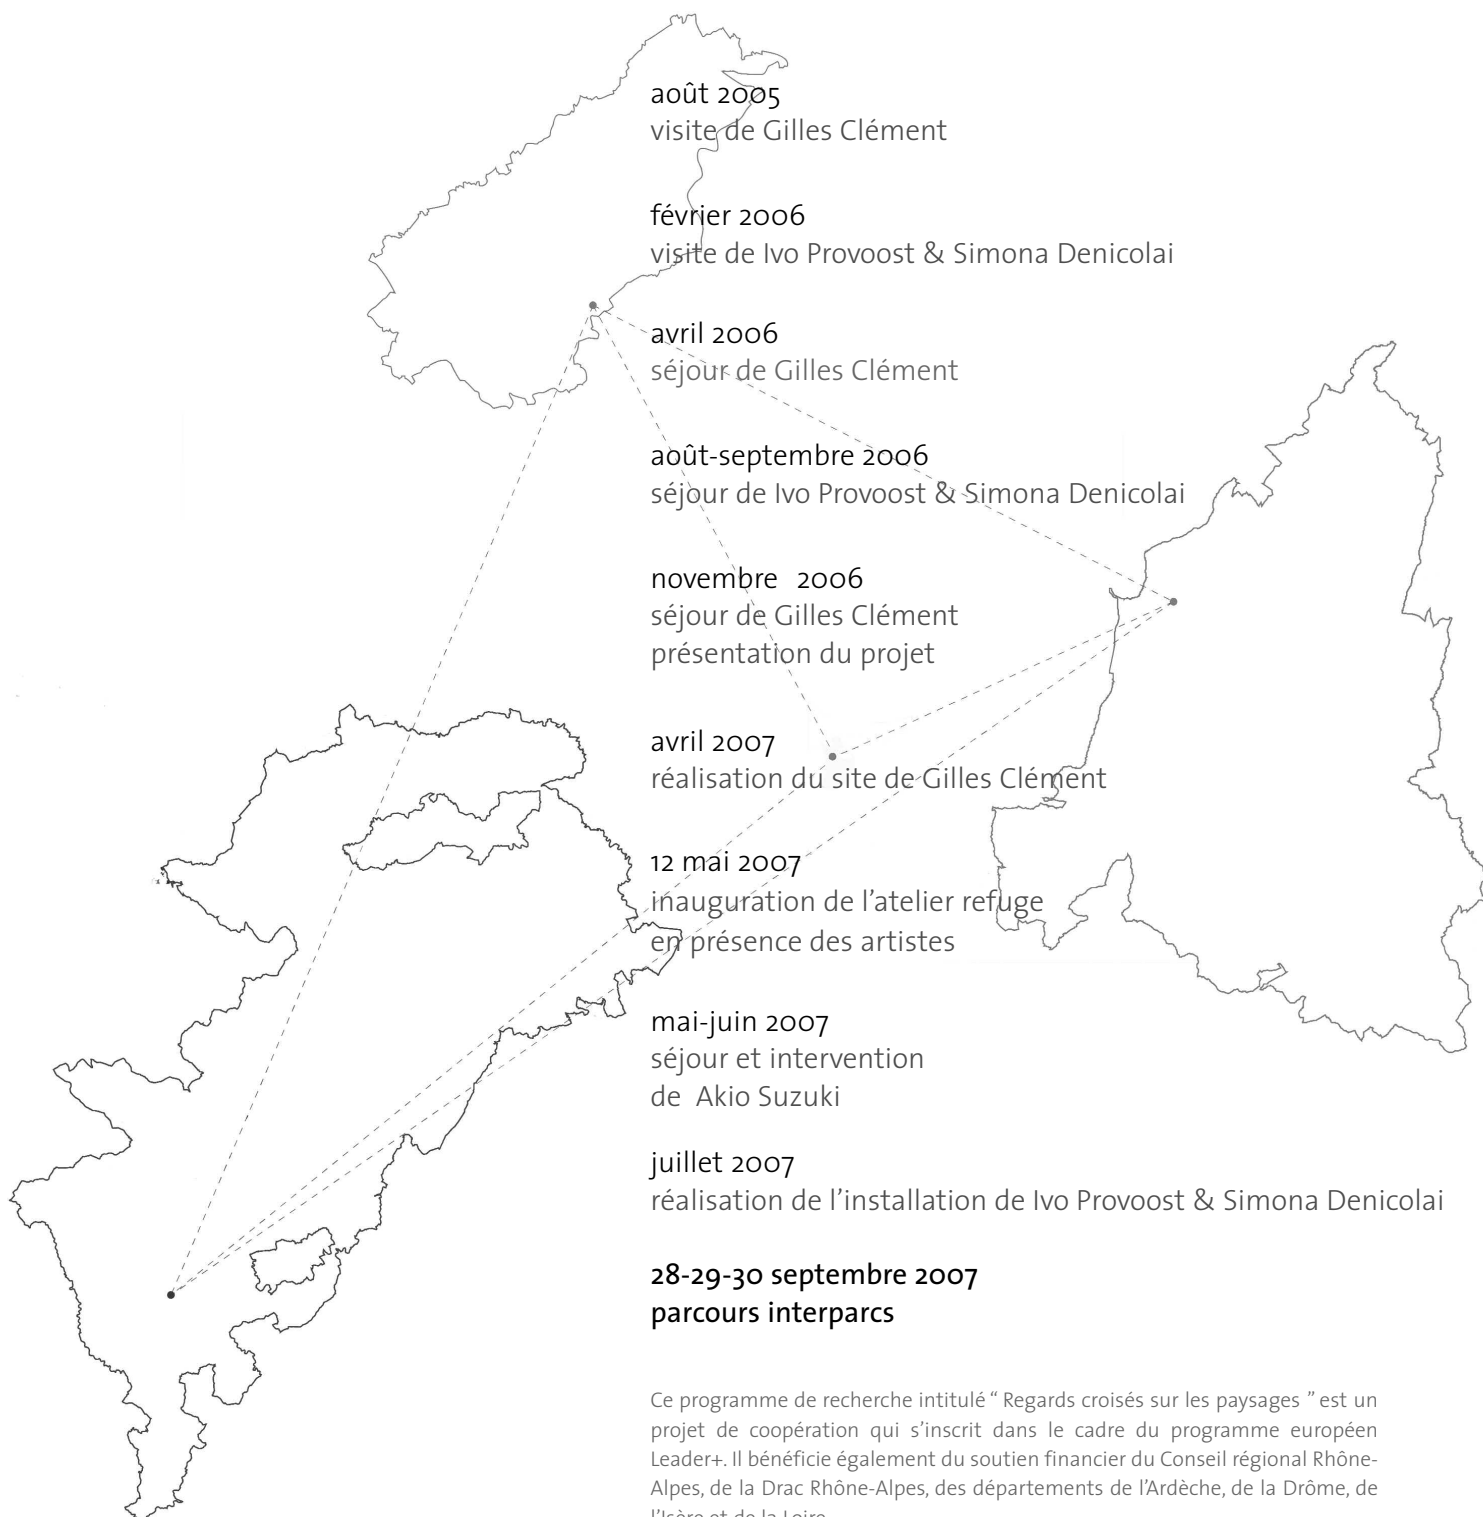 août 2005
visite de Gilles Clément
février 2006
visite de Ivo Provoost & Simona Denicolai
avril 2006
séjour de Gilles Clément
août-septembre 2006
séjour de Ivo Provoost & Simona Denicolai
novembre 2006
séjour de Gilles Clément
présentation du projet
avril 2007
réalisation du site de Gilles Clément
12 mai 2007
inauguration de l’atelier refuge
en présence des artistes
mai-juin 2007
séjour et intervention
de Akio Suzuki
juillet 2007
réalisation de l’installation de Ivo Provoost & Simona Denicolai
28-29-30 septembre 2007
parcours interparcs
Ce programme de recherche intitulé “ Regards croisés sur les paysages ” est un
projet de coopération qui s’inscrit dans le cadre du programme européen
Leader+. Il bénéficie également du soutien financier du Conseil régional Rhône-
Alpes, de la Drac Rhône-Alpes, des départements de l’Ardèche, de la Drôme, de
l’Isère et de la Loire